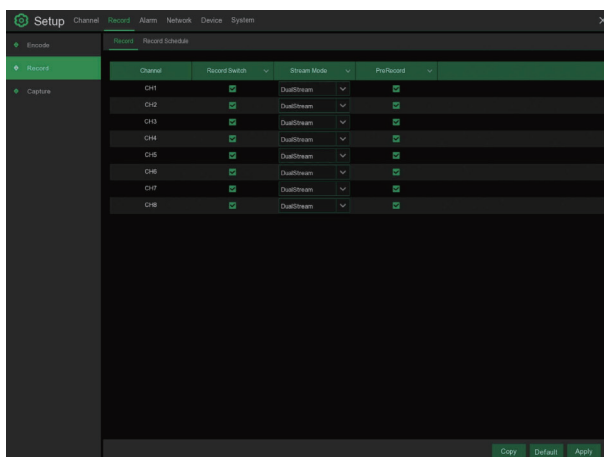 Setup Channel Record Alarm Network Device System
Encode
Record
Capture
Record Record Schedule
Channel Record Switch Stream Mode PreRecord
CH1 DualStream
CH2 DualStream
CH3 DualStream
CH4 DualStream
CH5 DualStream
CH6 DualStream
CH7 DualStream
CH8 DualStream
Copy Default Apply